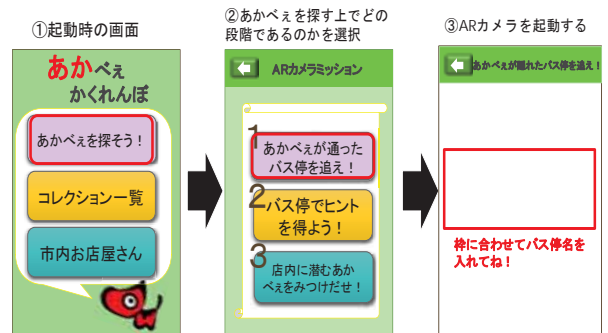 ①起動時の画面
あかべぇ
かくれんぼ
あかべぇを探そう！
コレクション一覧
市内お店屋さん
②あかべぇを探す上でどの
段階であるのかを選択
ARカメラミッション
1
あかべぇが通った
バス停を追え！
2
バス停でヒント
を得よう！
3
店内に潜むあか
べぇをみつけだせ！
③ARカメラを起動する
あかべぇが隠れたバス停を追え！
枠に合わせてバス停名を
入れてね！